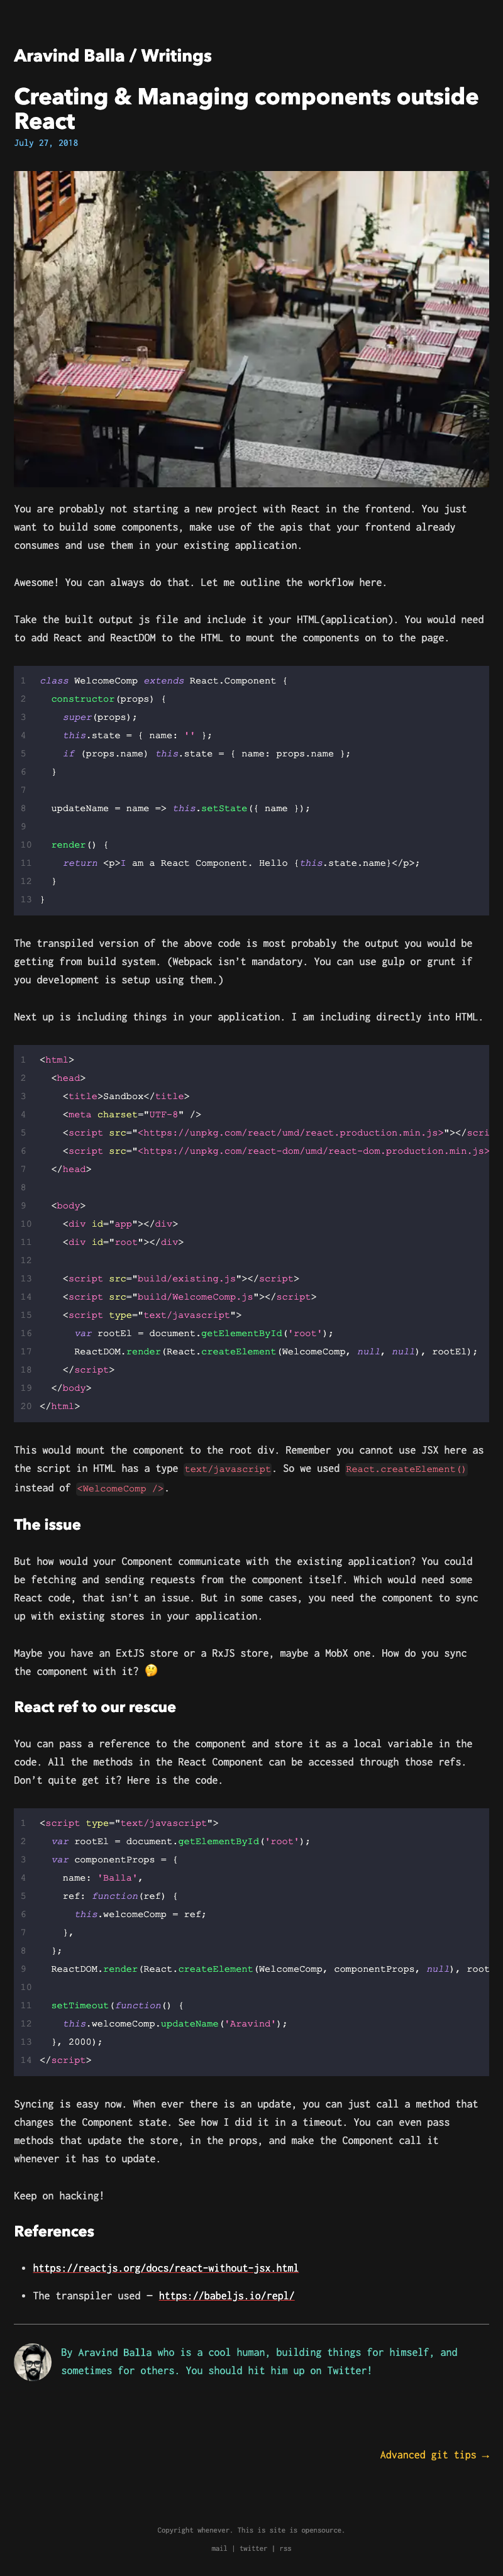 Aravind Balla / Writings
Creating & Managing components outside
React
July 27, 2018
You are probably not starting a new project with React in the frontend. You just
want to build some components, make use of the apis that your frontend already
consumes and use them in your existing application.
Awesome! You can always do that. Let me outline the workflow here.
Take the built output js file and include it your HTML(application). You would need
to add React and ReactDOM to the HTML to mount the components on to the page.
1 class WelcomeComp extends React.Component {
2   constructor(props) {
3     super(props);
4     this.state = { name: '' };
5     if (props.name) this.state = { name: props.name };
6   }
7
8   updateName = name => this.setState({ name });
9
10   render() {
11     return <p>I am a React Component. Hello {this.state.name}</p>;
12   }
13 }
The transpiled version of the above code is most probably the output you would be
getting from build system. (Webpack isn’t mandatory. You can use gulp or grunt if
you development is setup using them.)
Next up is including things in your application. I am including directly into HTML.
1 <html>
2   <head>
3     <title>Sandbox</title>
4     <meta charset="UTF-8" />
5     <script src="<https://unpkg.com/react/umd/react.production.min.js>"></scri
6     <script src="<https://unpkg.com/react-dom/umd/react-dom.production.min.js>
7   </head>
8
9   <body>
10     <div id="app"></div>
11     <div id="root"></div>
12
13     <script src="build/existing.js"></script>
14     <script src="build/WelcomeComp.js"></script>
15     <script type="text/javascript">
16       var rootEl = document.getElementById('root');
17       ReactDOM.render(React.createElement(WelcomeComp, null, null), rootEl);
18     </script>
19   </body>
20 </html>
This would mount the component to the root div. Remember you cannot use JSX here as
the script in HTML has a type text/javascript. So we used React.createElement()
instead of <WelcomeComp />.
The issue
But how would your Component communicate with the existing application? You could
be fetching and sending requests from the component itself. Which would need some
React code, that isn’t an issue. But in some cases, you need the component to sync
up with existing stores in your application.
Maybe you have an ExtJS store or a RxJS store, maybe a MobX one. How do you sync
the component with it? 🤔
React ref to our rescue
You can pass a reference to the component and store it as a local variable in the
code. All the methods in the React Component can be accessed through those refs.
Don’t quite get it? Here is the code.
1 <script type="text/javascript">
2   var rootEl = document.getElementById('root');
3   var componentProps = {
4     name: 'Balla',
5     ref: function(ref) {
6       this.welcomeComp = ref;
7     },
8   };
9   ReactDOM.render(React.createElement(WelcomeComp, componentProps, null), root
10
11   setTimeout(function() {
12     this.welcomeComp.updateName('Aravind');
13   }, 2000);
14 </script>
Syncing is easy now. When ever there is an update, you can just call a method that
changes the Component state. See how I did it in a timeout. You can even pass
methods that update the store, in the props, and make the Component call it
whenever it has to update.
Keep on hacking!
References
• https://reactjs.org/docs/react-without-jsx.html
• The transpiler used — https://babeljs.io/repl/
By Aravind Balla who is a cool human, building things for himself, and
sometimes for others. You should hit him up on Twitter!
Advanced git tips →
Copyright whenever. This is site is opensource.
mail | twitter | rss